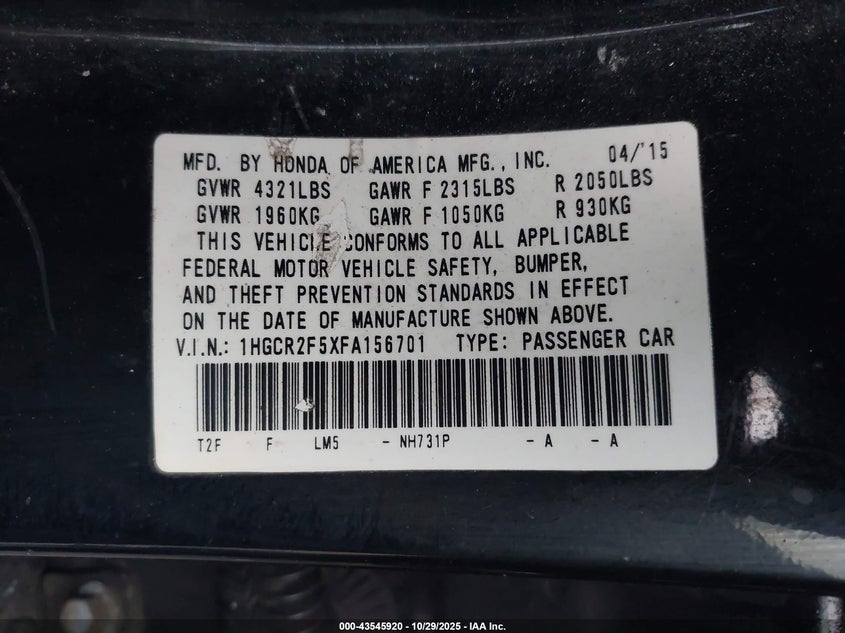 MFD. BY HONDA OF AMERICA MFG., INC. 04/'15
GVWR 4321LBS GAWR F 2315LBS R 2050LBS
GVWR 1960KG GAWR F 1050KG R 930KG
THIS VEHICLE CONFORMS TO ALL APPLICABLE
FEDERAL MOTOR VEHICLE SAFETY, BUMPER,
AND THEFT PREVENTION STANDARDS IN EFFECT
ON THE DATE OF MANUFACTURE SHOWN ABOVE.
V.I.N.: 1HGCR2F5XFA156701 TYPE: PASSENGER CAR
T2F F LM5 - NH731P - A - A
000-43545920 | 10/29/2025 - IAA Inc.